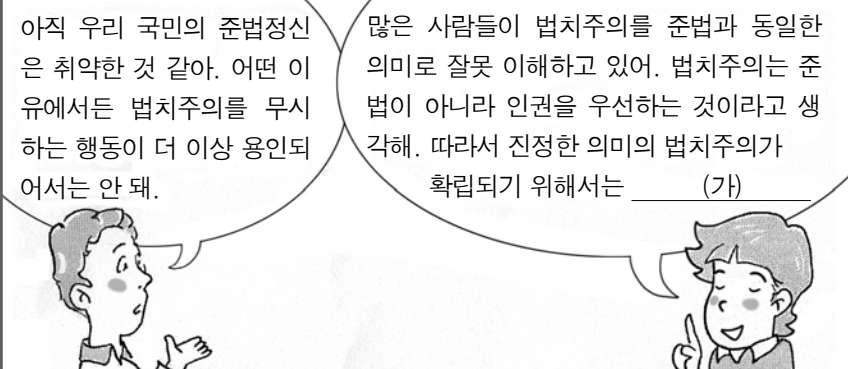 아직 우리 국민의 준법정신
은 취약한 것 같아. 어떤 이
유에서든 법치주의를 무시
하는 행동이 더 이상 용인되
어서는 안 돼.
많은 사람들이 법치주의를 준법과 동일한
의미로 잘못 이해하고 있어. 법치주의는 준
법이 아니라 인권을 우선하는 것이라고 생
각해. 따라서 진정한 의미의 법치주의가
확립되기 위해서는 (가)